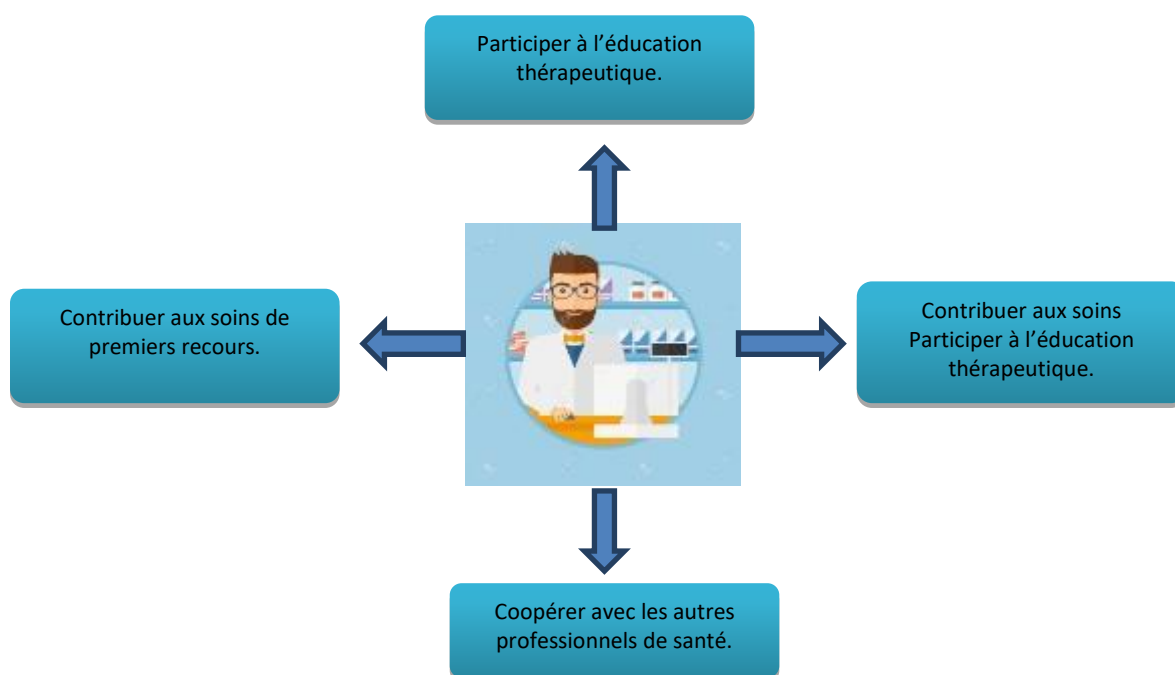 Participer à l’éducation
thérapeutique.
Contribuer aux soins de
premiers recours.
Contribuer aux soins
Participer à l’éducation
thérapeutique.
Coopérer avec les autres
professionnels de santé.